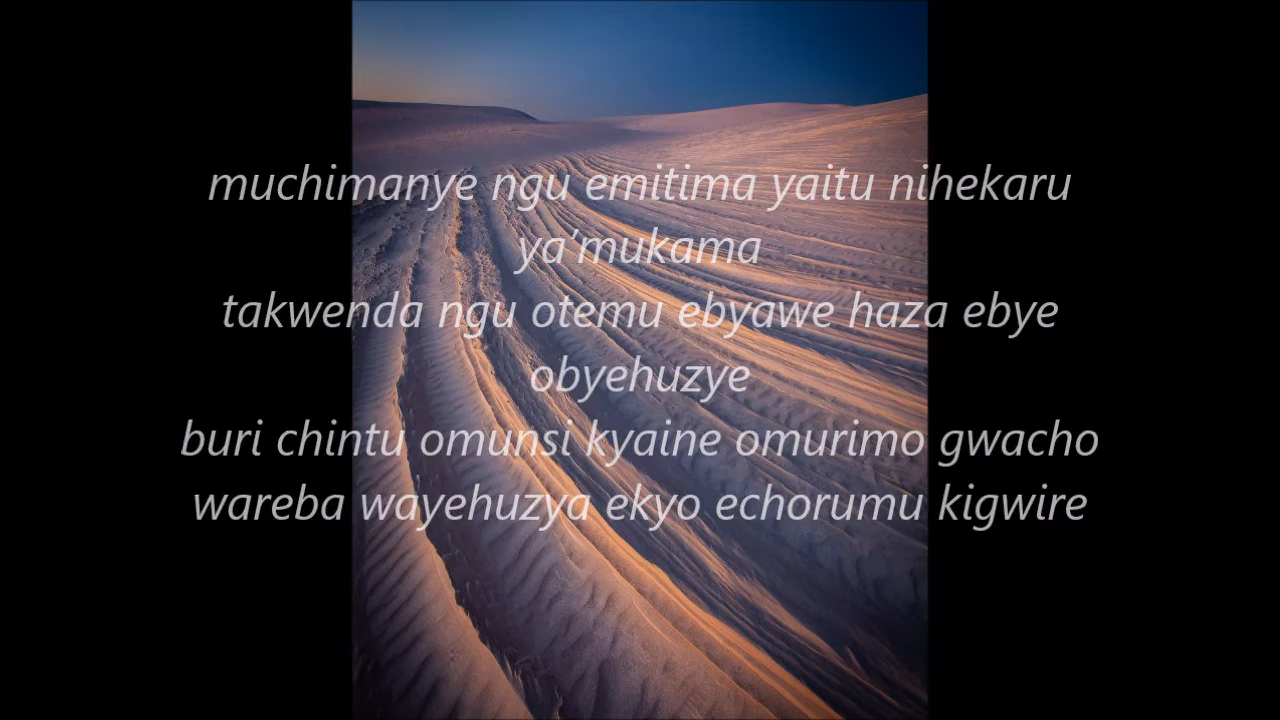 muchimanye ngu emitima yaitu nihekaru
ya'mukama
takwenda ngu otemu ebyawe haza ebye
obyehuzye
buri chintu omunsi kyaine omurimo gwacho
wareba wayehuzya ekyo echorumu kigwire